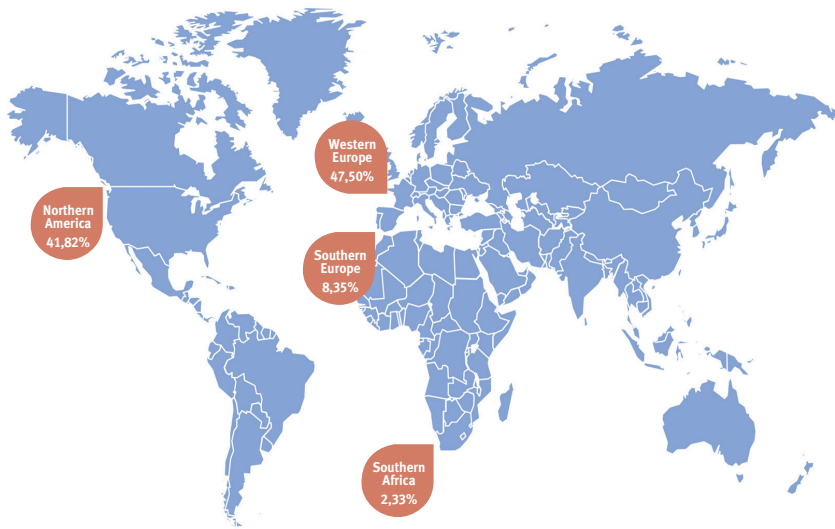 Western
Europe
47,50%
Northern
America
41,82%
Southern
Europe
8,35%
Southern
Africa
2,33%